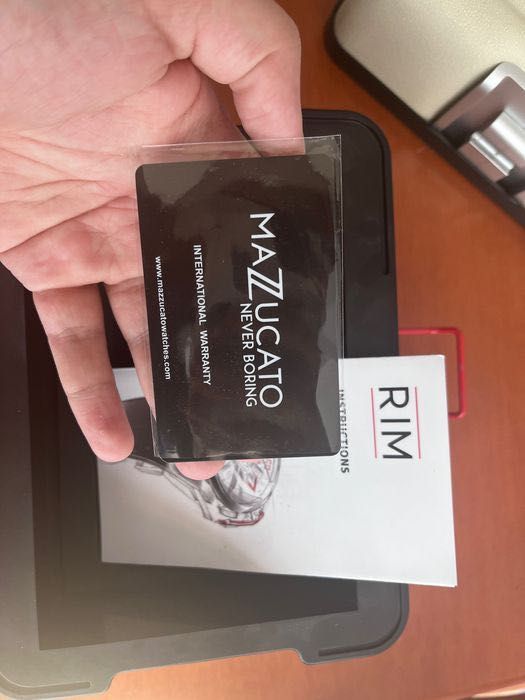 MAZZUCATO
NEVER BORING
INTERNATIONAL WARRANTY
www.mazzucatowatches.com
RIM
INSTRUCTIONS